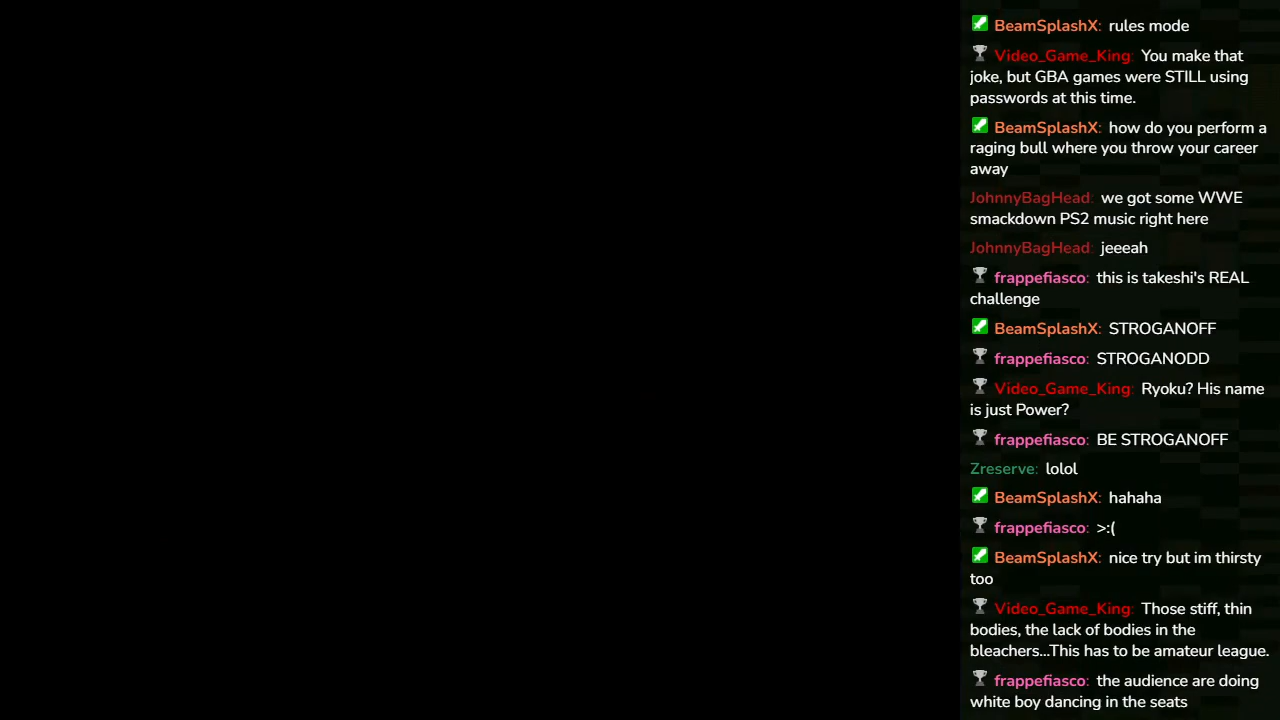 BeamSplashX: rules mode
Video_Game_King: You make that
joke, but GBA games were STILL using
passwords at this time.
BeamSplashX: how do you perform a
raging bull where you throw your career
away
JohnnyBagHead: we got some WWE
smackdown PS2 music right here
JohnnyBagHead: jeeeah
frappefiasco: this is takeshi's REAL
challenge
BeamSplashX: STROGANOFF
frappefiasco: STROGANODD
Video_Game_King: Ryoku? His name
is just Power?
frappefiasco: BE STROGANOFF
Zreserve: lolol
BeamSplashX: hahaha
frappefiasco: >:(
BeamSplashX: nice try but im thirsty
too
Video_Game_King: Those stiff, thin
bodies, the lack of bodies in the
bleachers...This has to be amateur league.
frappefiasco: the audience are doing
white boy dancing in the seats